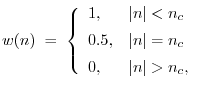 w(n) = { 1, |n| < n_c
0.5, |n| = n_c
0, |n| > n_c,